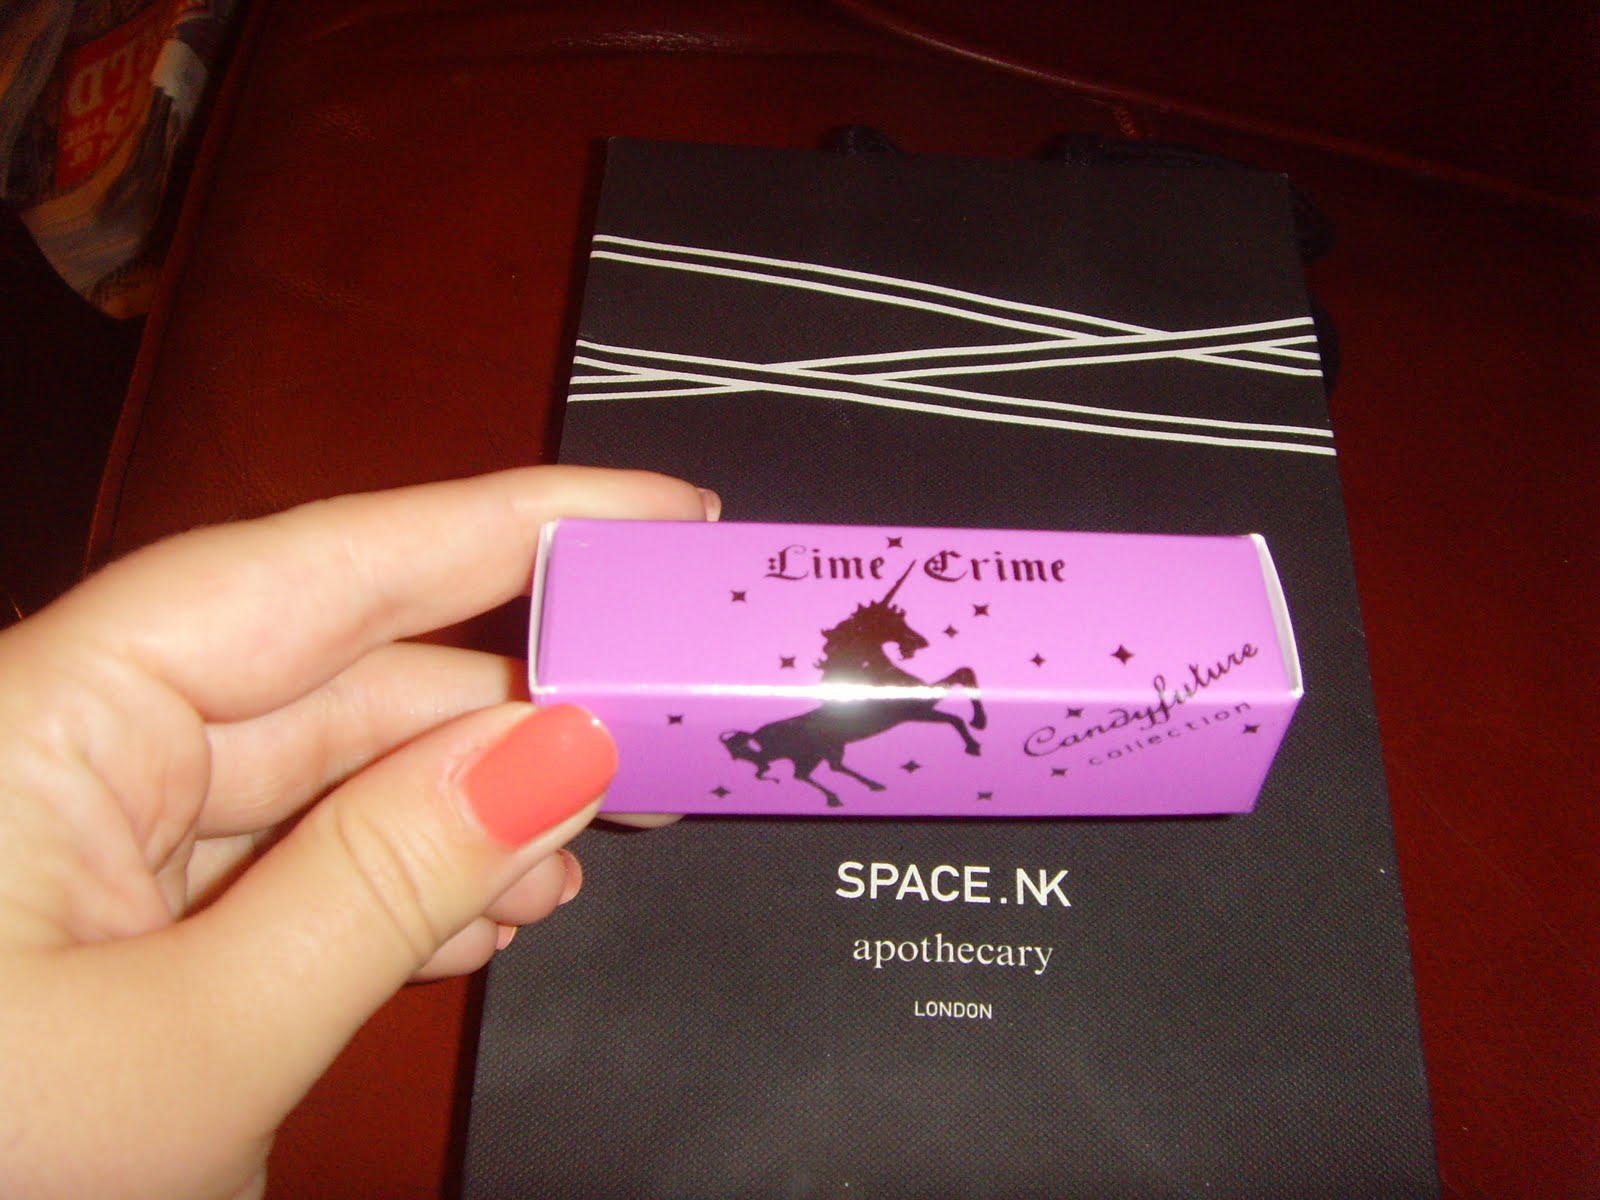 Lime Crime
Candyfuture
collection
SPACE.NK
apothecary
LONDON